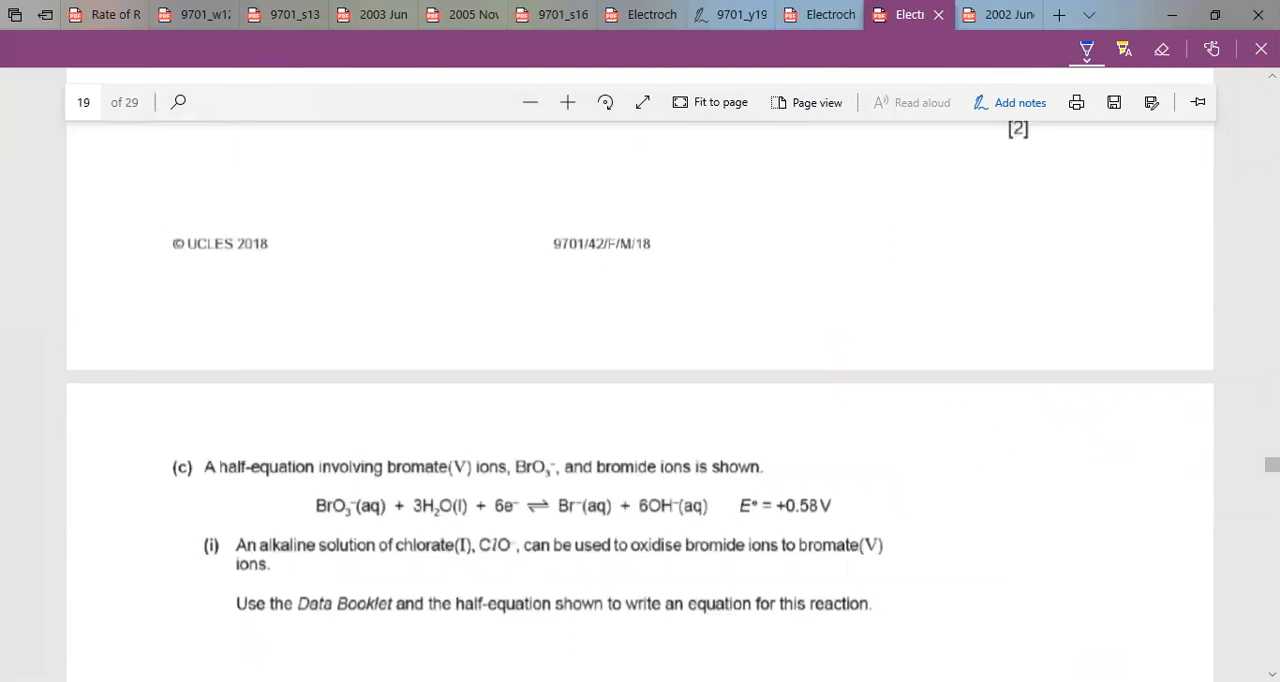 Rate of R 9701_w12 9701_s13 2003 Jun 2005 Nov 9701_s16 Electroch 9701_y19 Electroch Electr 2002 June
19 of 29 Fit to page Page view Read aloud Add notes
[2]
© UCLES 2018 9701/42/F/M/18
(c) A half-equation involving bromate(V) ions, BrO₃⁻, and bromide ions is shown.
BrO₃⁻(aq) + 3H₂O(l) + 6e⁻ ⇌ Br⁻(aq) + 6OH⁻(aq) E⦵ = +0.58 V
(i) An alkaline solution of chlorate(I), ClO⁻, can be used to oxidise bromide ions to bromate(V)
ions.
Use the Data Booklet and the half-equation shown to write an equation for this reaction.